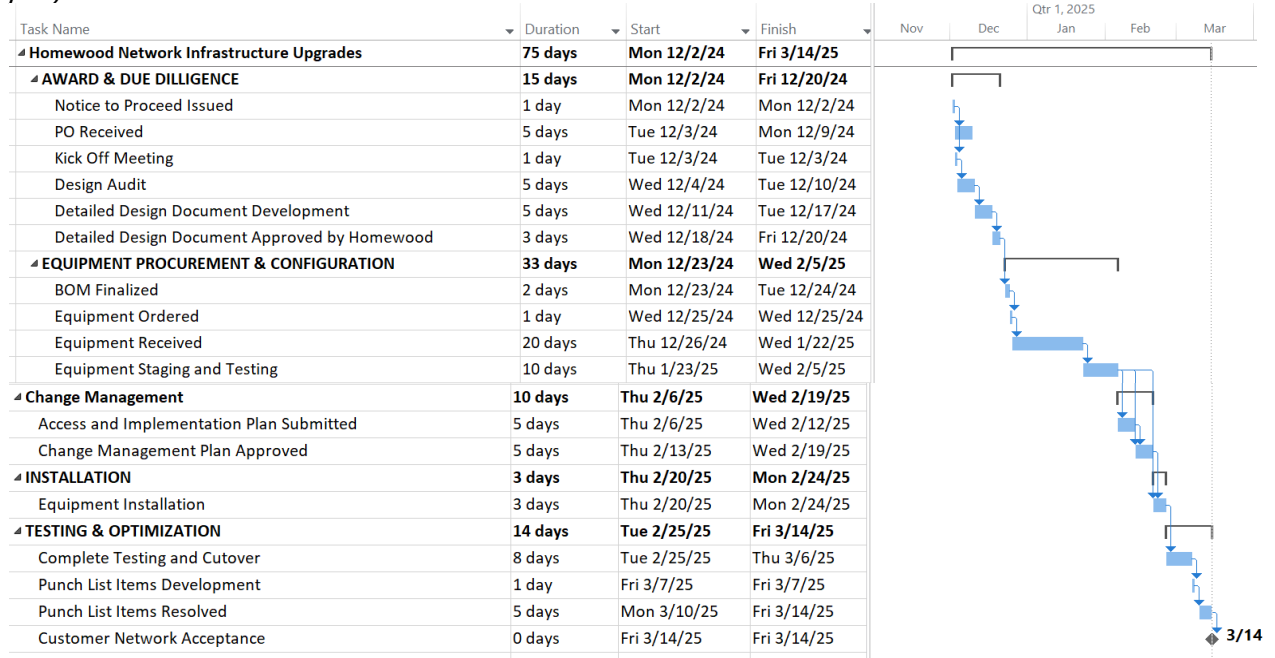 Qtr 1, 2025
Task Name Duration Start Finish Nov Dec Jan Feb Mar
Homewood Network Infrastructure Upgrades 75 days Mon 12/2/24 Fri 3/14/25
AWARD & DUE DILLIGENCE 15 days Mon 12/2/24 Fri 12/20/24
Notice to Proceed Issued 1 day Mon 12/2/24 Mon 12/2/24
PO Received 5 days Tue 12/3/24 Mon 12/9/24
Kick Off Meeting 1 day Tue 12/3/24 Tue 12/3/24
Design Audit 5 days Wed 12/4/24 Tue 12/10/24
Detailed Design Document Development 5 days Wed 12/11/24 Tue 12/17/24
Detailed Design Document Approved by Homewood 3 days Wed 12/18/24 Fri 12/20/24
EQUIPMENT PROCUREMENT & CONFIGURATION 33 days Mon 12/23/24 Wed 2/5/25
BOM Finalized 2 days Mon 12/23/24 Tue 12/24/24
Equipment Ordered 1 day Wed 12/25/24 Wed 12/25/24
Equipment Received 20 days Thu 12/26/24 Wed 1/22/25
Equipment Staging and Testing 10 days Thu 1/23/25 Wed 2/5/25
Change Management 10 days Thu 2/6/25 Wed 2/19/25
Access and Implementation Plan Submitted 5 days Thu 2/6/25 Wed 2/12/25
Change Management Plan Approved 5 days Thu 2/13/25 Wed 2/19/25
INSTALLATION 3 days Thu 2/20/25 Mon 2/24/25
Equipment Installation 3 days Thu 2/20/25 Mon 2/24/25
TESTING & OPTIMIZATION 14 days Tue 2/25/25 Fri 3/14/25
Complete Testing and Cutover 8 days Tue 2/25/25 Thu 3/6/25
Punch List Items Development 1 day Fri 3/7/25 Fri 3/7/25
Punch List Items Resolved 5 days Mon 3/10/25 Fri 3/14/25
Customer Network Acceptance 0 days Fri 3/14/25 Fri 3/14/25 3/14